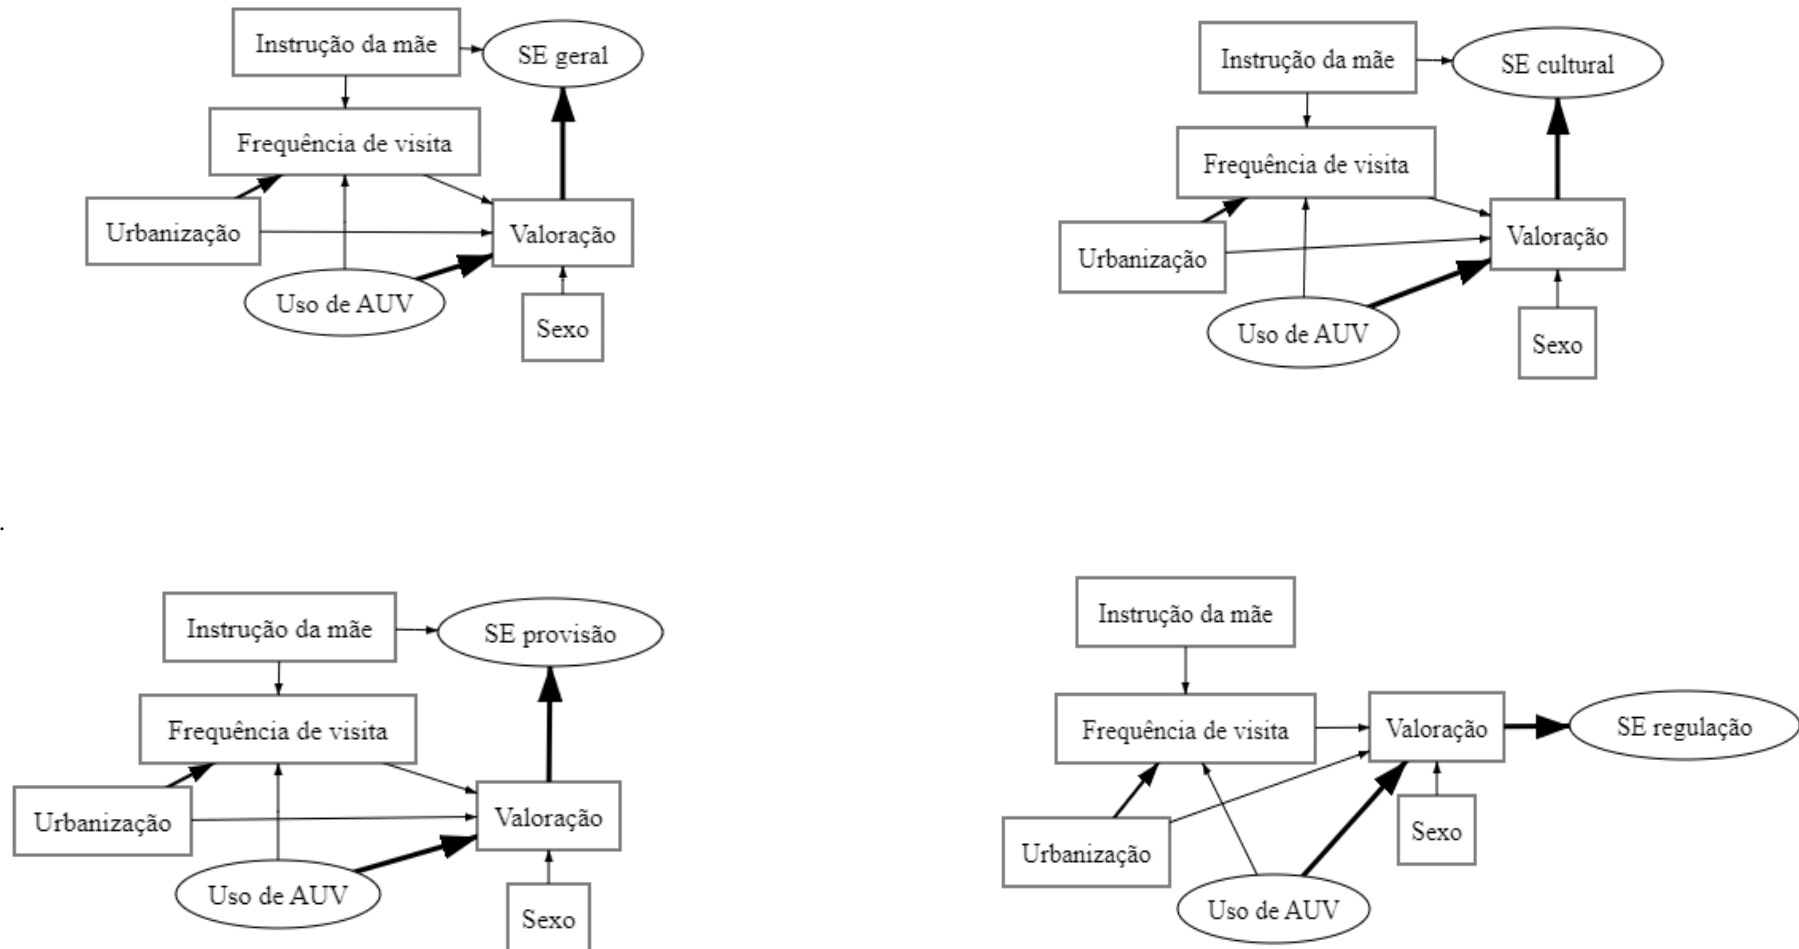 Instrução da mãe
SE geral
Frequência de visita
Urbanização
Valoração
Uso de AUV
Sexo
Instrução da mãe
SE cultural
Frequência de visita
Urbanização
Valoração
Uso de AUV
Sexo
.
Instrução da mãe
SE provisão
Frequência de visita
Urbanização
Valoração
Uso de AUV
Sexo
Instrução da mãe
Frequência de visita
Valoração
SE regulação
Urbanização
Sexo
Uso de AUV